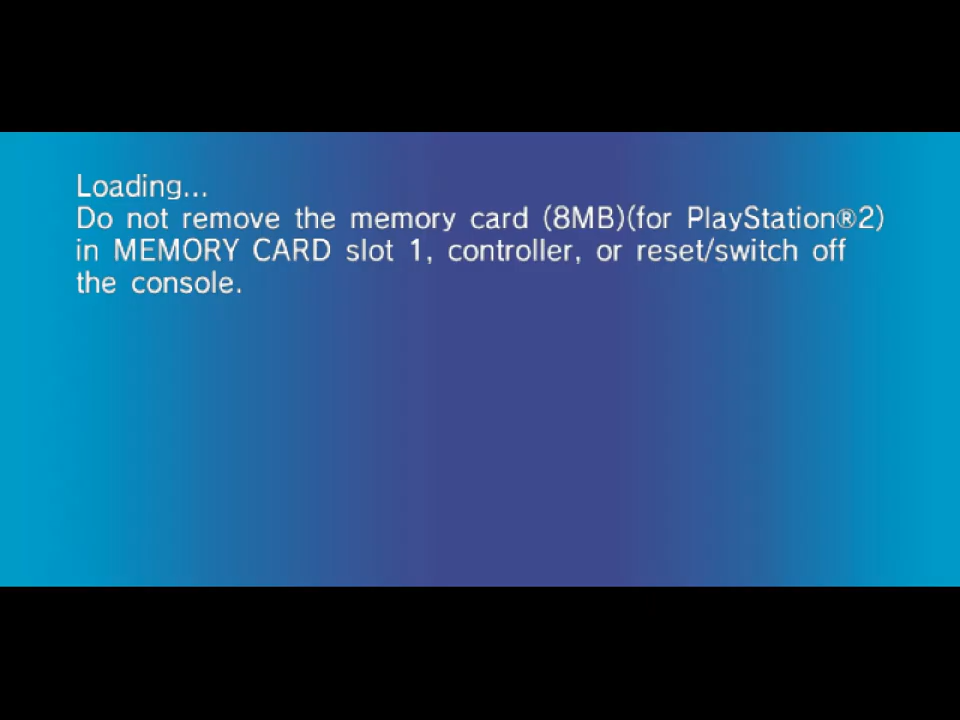 Loading...
Do not remove the memory card (8MB)(for PlayStation®2)
in MEMORY CARD slot 1, controller, or reset/switch off
the console.